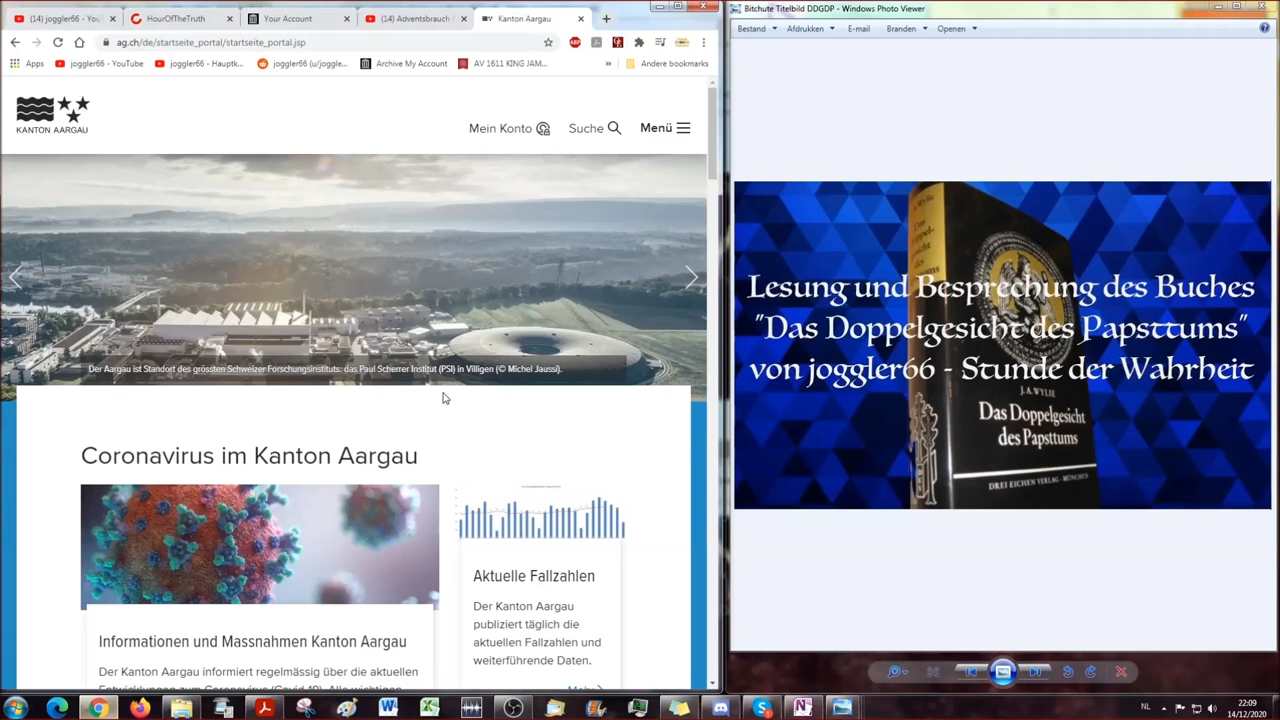 (14) joggler66 - You
HourOfTheTruth
Your Account
(14) Adventsbrauch
Kanton Aargau
Bitchute Titelbild DDGDP - Windows Photo Viewer
ag.ch/de/startseite_portal/startseite_portal.jsp
Bestand
Afdrukken
E-mail
Branden
Openen
Apps
joggler66 - YouTube
joggler66 - Hauptk...
joggler66 (u/joggle...
Archive My Account
AV 1611 KING JAM...
»
Andere bookmarks
KANTON AARGAU
Mein Konto
Suche
Menü
Der Aargau ist Standort des grössten Schweizer Forschungsinstituts: das Paul Scherrer Institut (PSI) in Villigen (© Michel Jaussi).
Coronavirus im Kanton Aargau
Aktuelle Fallzahlen
Der Kanton Aargau
publiziert täglich die
aktuellen Fallzahlen und
weiterführende Daten.
Informationen und Massnahmen Kanton Aargau
Der Kanton Aargau informiert regelmässig über die aktuellen
Lesung und Besprechung des Buches
"Das Doppelgesicht des Papsttums"
von joggler66 - Stunde der Wahrheit
J.A.WYLIE
Das Doppelgesicht
des Papsttums
DREI EICHEN VERLAG · MÜNCHEN
NL
22:09
14/12/2020